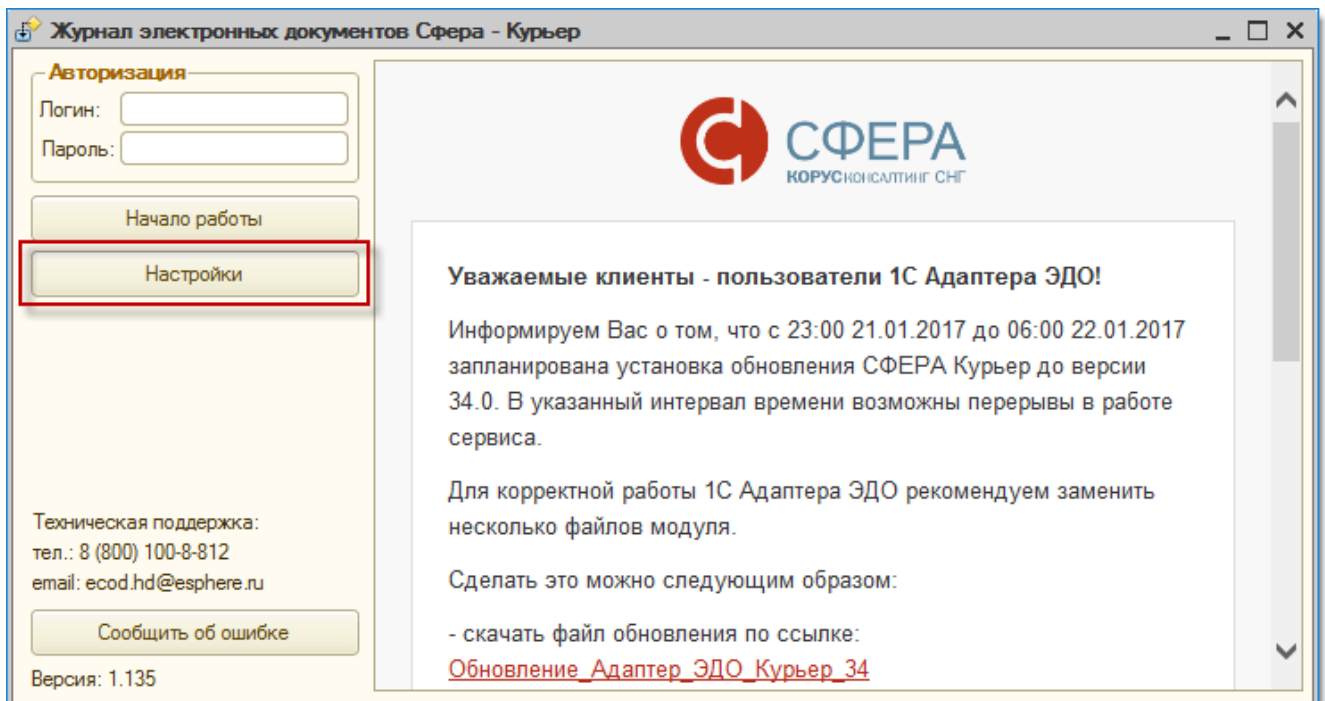 Журнал электронных документов Сфера - Курьер
Авторизация
Логин:
Пароль:
Начало работы
Настройки
Техническая поддержка:
тел.: 8 (800) 100-8-812
email: ecod.hd@esphere.ru
Сообщить об ошибке
Версия: 1.135
СФЕРА
КОРУСКОНСАЛТИНГ СНГ
Уважаемые клиенты - пользователи 1С Адаптера ЭДО!
Информируем Вас о том, что с 23:00 21.01.2017 до 06:00 22.01.2017
запланирована установка обновления СФЕРА Курьер до версии
34.0. В указанный интервал времени возможны перерывы в работе
сервиса.
Для корректной работы 1С Адаптера ЭДО рекомендуем заменить
несколько файлов модуля.
Сделать это можно следующим образом:
- скачать файл обновления по ссылке:
Обновление_Адаптер_ЭДО_Курьер_34